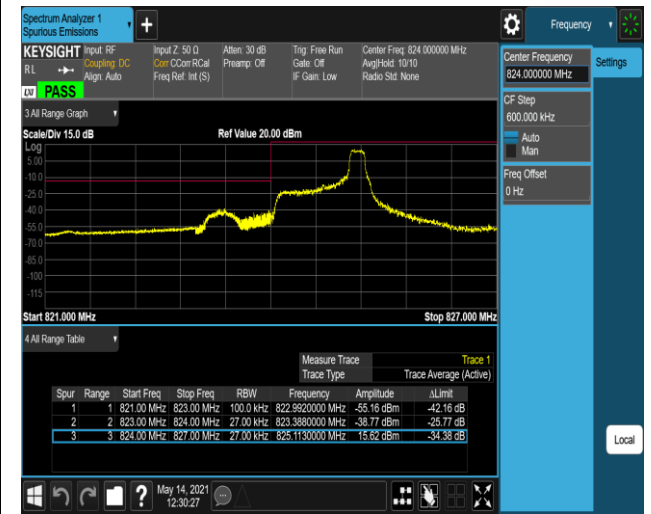 Spectrum Analyzer 1
Spurious Emissions
+
Frequency
KEYSIGHT
RL
LXI
PASS
Input: RF
Coupling: DC
Align: Auto
Input Z: 50 Ω
Corr CCorr RCal
Freq Ref: Int (S)
Atten: 30 dB
Preamp: Off
Trig: Free Run
Gate: Off
IF Gain: Low
Center Freq: 824.000000 MHz
Avg|Hold: 10/10
Radio Std: None
Center Frequency
824.000000 MHz
Settings
CF Step
600.000 kHz
Auto
Man
Freq Offset
0 Hz
3 All Range Graph
Scale/Div 15.0 dB
Ref Value 20.00 dBm
Log
5.00
-10.0
-25.0
-40.0
-55.0
-70.0
-85.0
-100
-115
Start 821.000 MHz
Stop 827.000 MHz
4 All Range Table
Measure Trace Trace 1
Trace Type Trace Average (Active)
Spur Range Start Freq Stop Freq RBW Frequency Amplitude ΔLimit
1 1 821.00 MHz 823.00 MHz 100.0 kHz 822.9920000 MHz -55.16 dBm -42.16 dB
2 2 823.00 MHz 824.00 MHz 27.00 kHz 823.3880000 MHz -38.77 dBm -25.77 dB
3 3 824.00 MHz 827.00 MHz 27.00 kHz 825.1130000 MHz 15.62 dBm -34.38 dB
Local
?
May 14, 2021
12:30:27